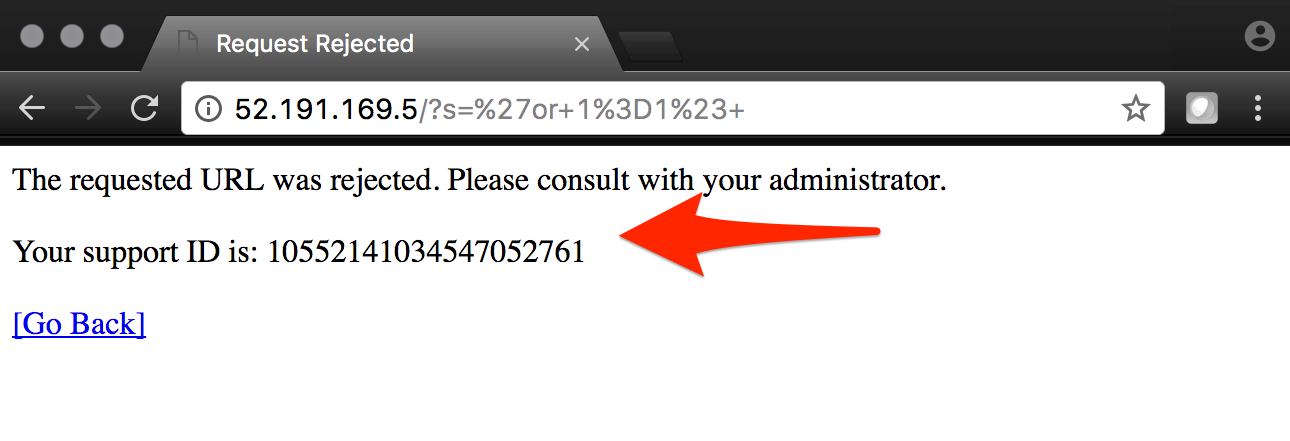 Request Rejected
52.191.169.5/?s=%27or+1%3D1%23+
The requested URL was rejected. Please consult with your administrator.
Your support ID is: 10552141034547052761
[Go Back]